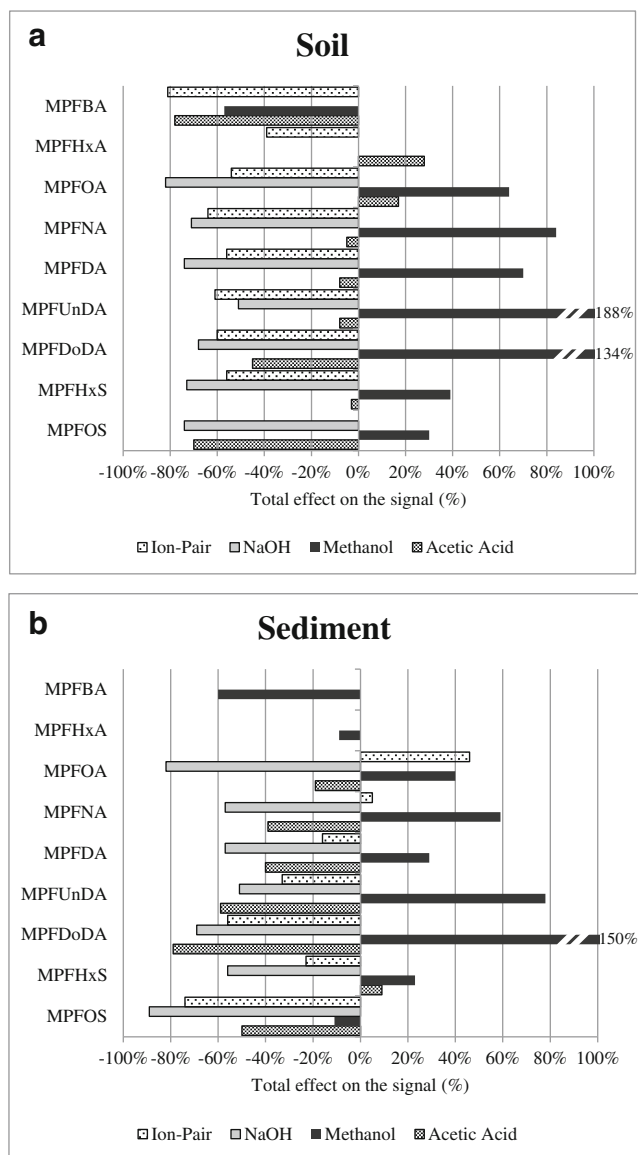 a
Soil
MPFBA
MPFHxA
MPFOA
MPFNA
MPFDA
MPFUnDA
188%
MPFDoDA
134%
MPFHxS
MPFOS
-100% -80% -60% -40% -20% 0% 20% 40% 60% 80% 100%
Total effect on the signal (%)
Ion-Pair NaOH Methanol Acetic Acid
b
Sediment
MPFBA
MPFHxA
MPFOA
MPFNA
MPFDA
MPFUnDA
MPFDoDA
150%
MPFHxS
MPFOS
-100% -80% -60% -40% -20% 0% 20% 40% 60% 80% 100%
Total effect on the signal (%)
Ion-Pair NaOH Methanol Acetic Acid